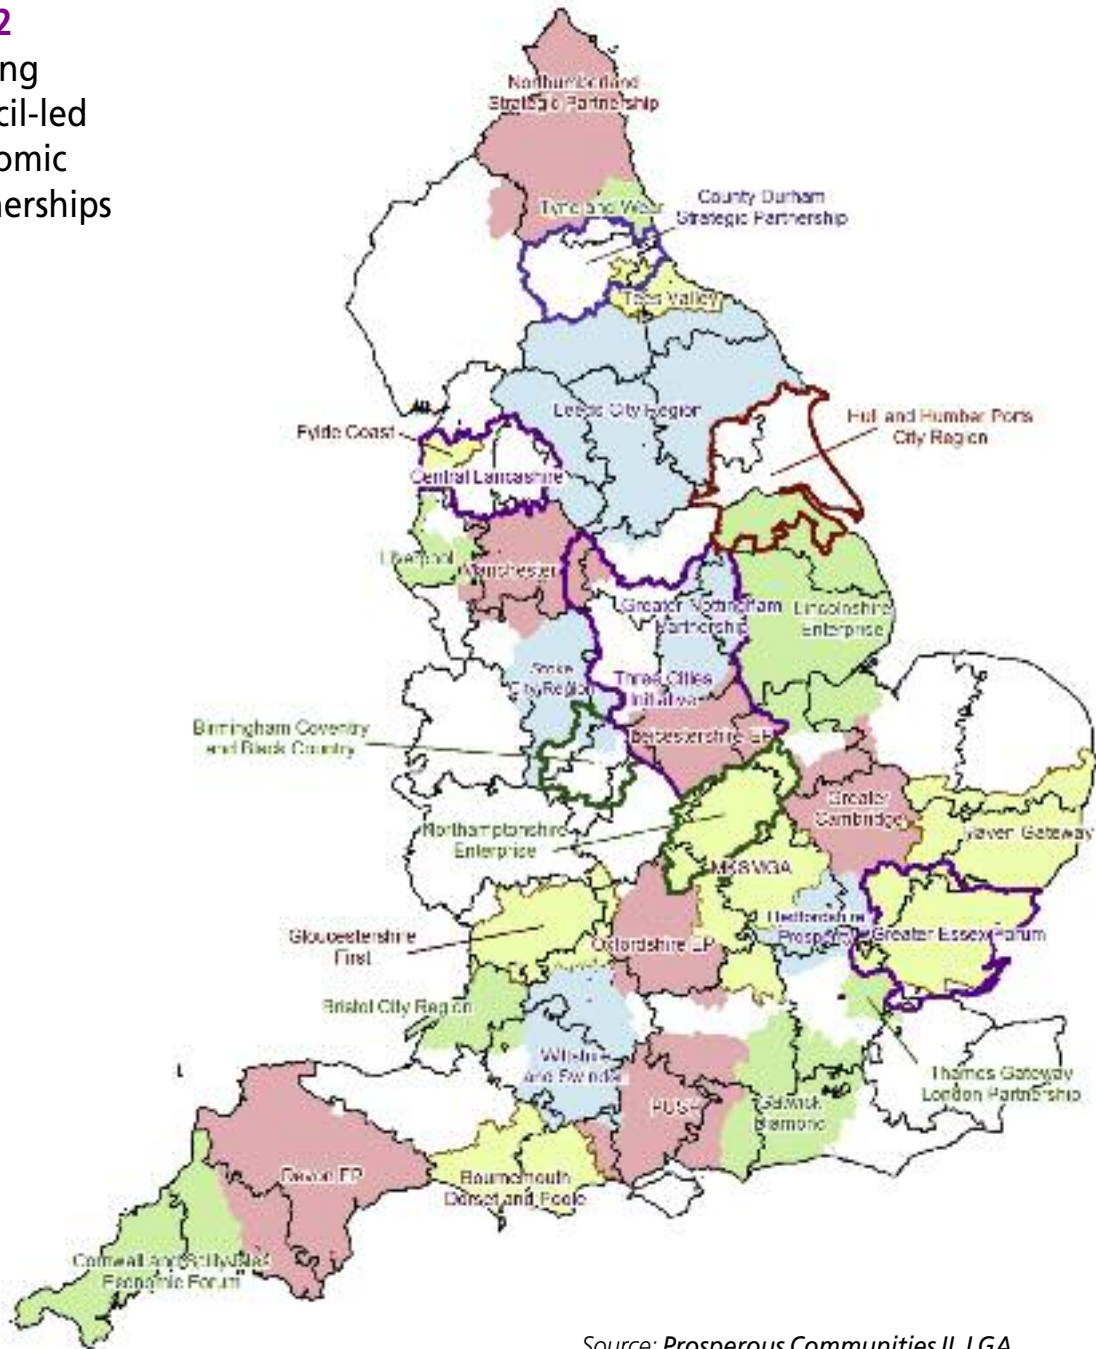 2
ng
cil-led
omic
nerships
Northumberland
Strategic Partnership
Tyne and Wear
County Durham
Strategic Partnership
Tees Valley
Leeds City Region
Hull and Humber Ports
City Region
Fylde Coast
Central Lancashire
Liverpool
Manchester
Greater Nottingham
Partnership
Lincolnshire
Enterprise
Stoke
City Region
Three Cities
Initiative
Birmingham Coventry
and Black Country
Leicestershire EP
Greater
Cambridge
Haven Gateway
Northamptonshire
Enterprise
MKSMGA
Gloucestershire
First
Oxfordshire EP
Hertfordshire
Prosperity
Greater Essex Forum
Bristol City Region
Wiltshire
and Swindon
Thames Gateway
London Partnership
PUSH
Gatwick
Diamond
Devon EP
Bournemouth
Dorset and Poole
Cornwall and Scilly Isles
Economic Forum
Source: Prosperous Communities II, LGA